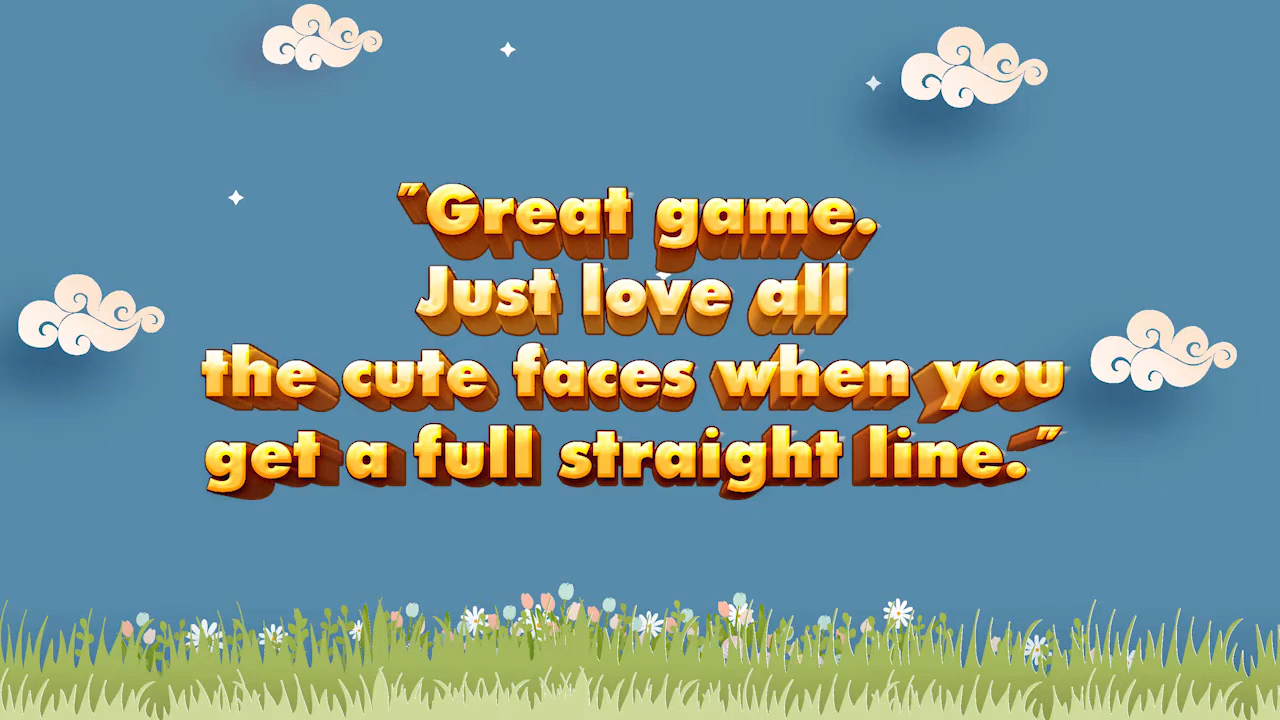 "Great game.
Just love all
the cute faces when you
get a full straight line."